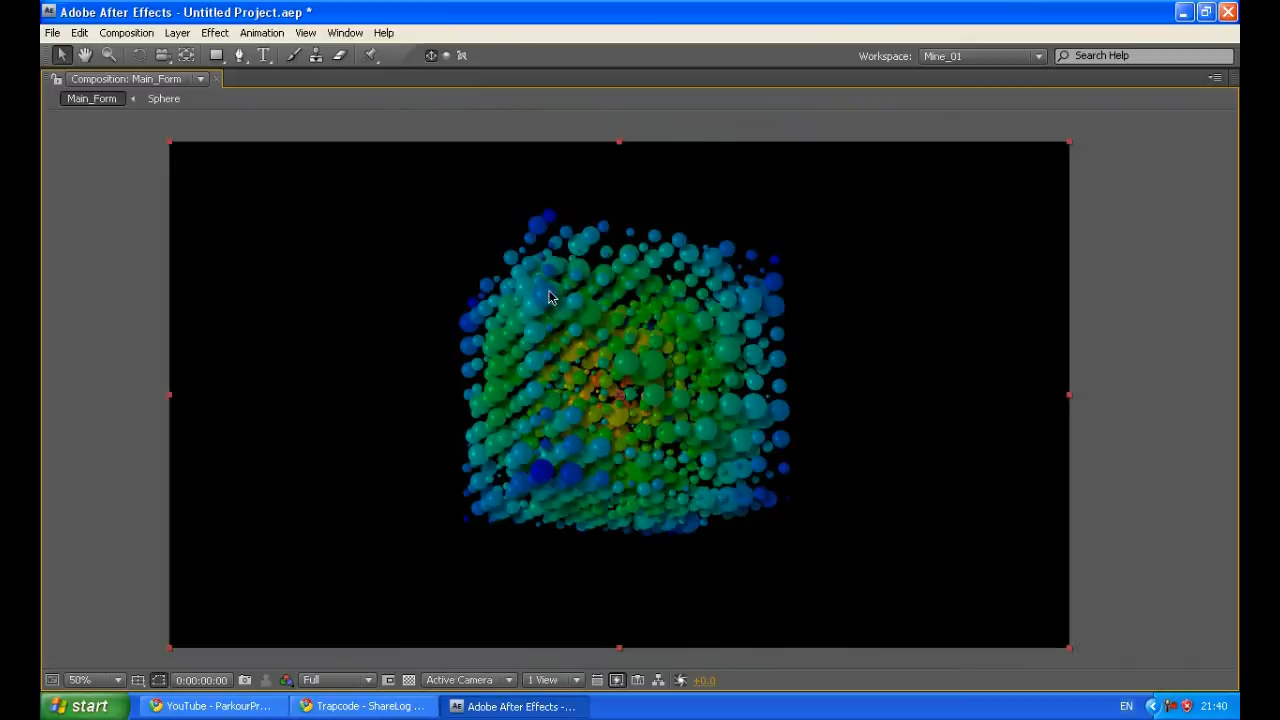 Adobe After Effects - Untitled Project.aep *
File Edit Composition Layer Effect Animation View Window Help
Workspace: Mine_01 Search Help
Composition: Main_Form
Main_Form Sphere
50% 0:00:00:00 Full Active Camera 1 View +0.0
start YouTube - ParkourPr... Trapcode - ShareLog ... Adobe After Effects -... EN 21:40